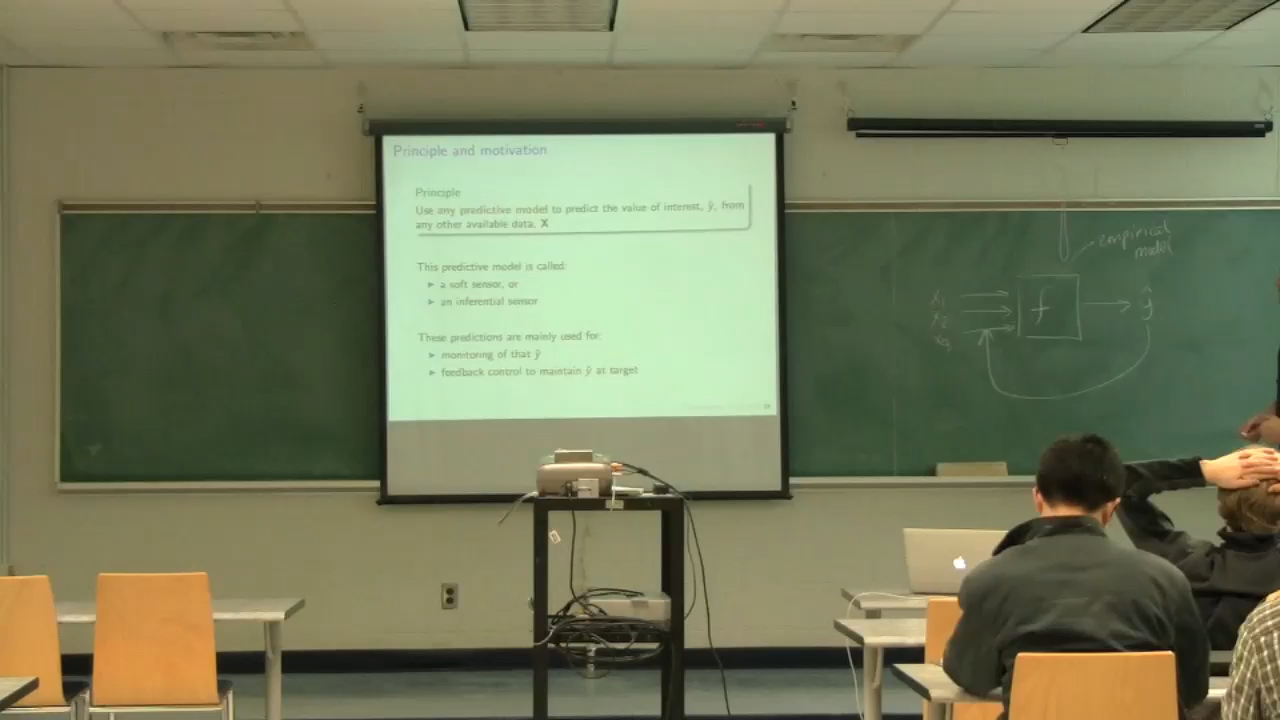 Principle and motivation
Principle
Use any predictive model to predict the value of interest, ŷ, from
any other available data, X
This predictive model is called:
► a soft sensor, or
► an inferential sensor
These predictions are mainly used for:
► monitoring of that ŷ
► feedback control to maintain ŷ at target
empirical
model
x₁
x₂
x₃
f
ŷ